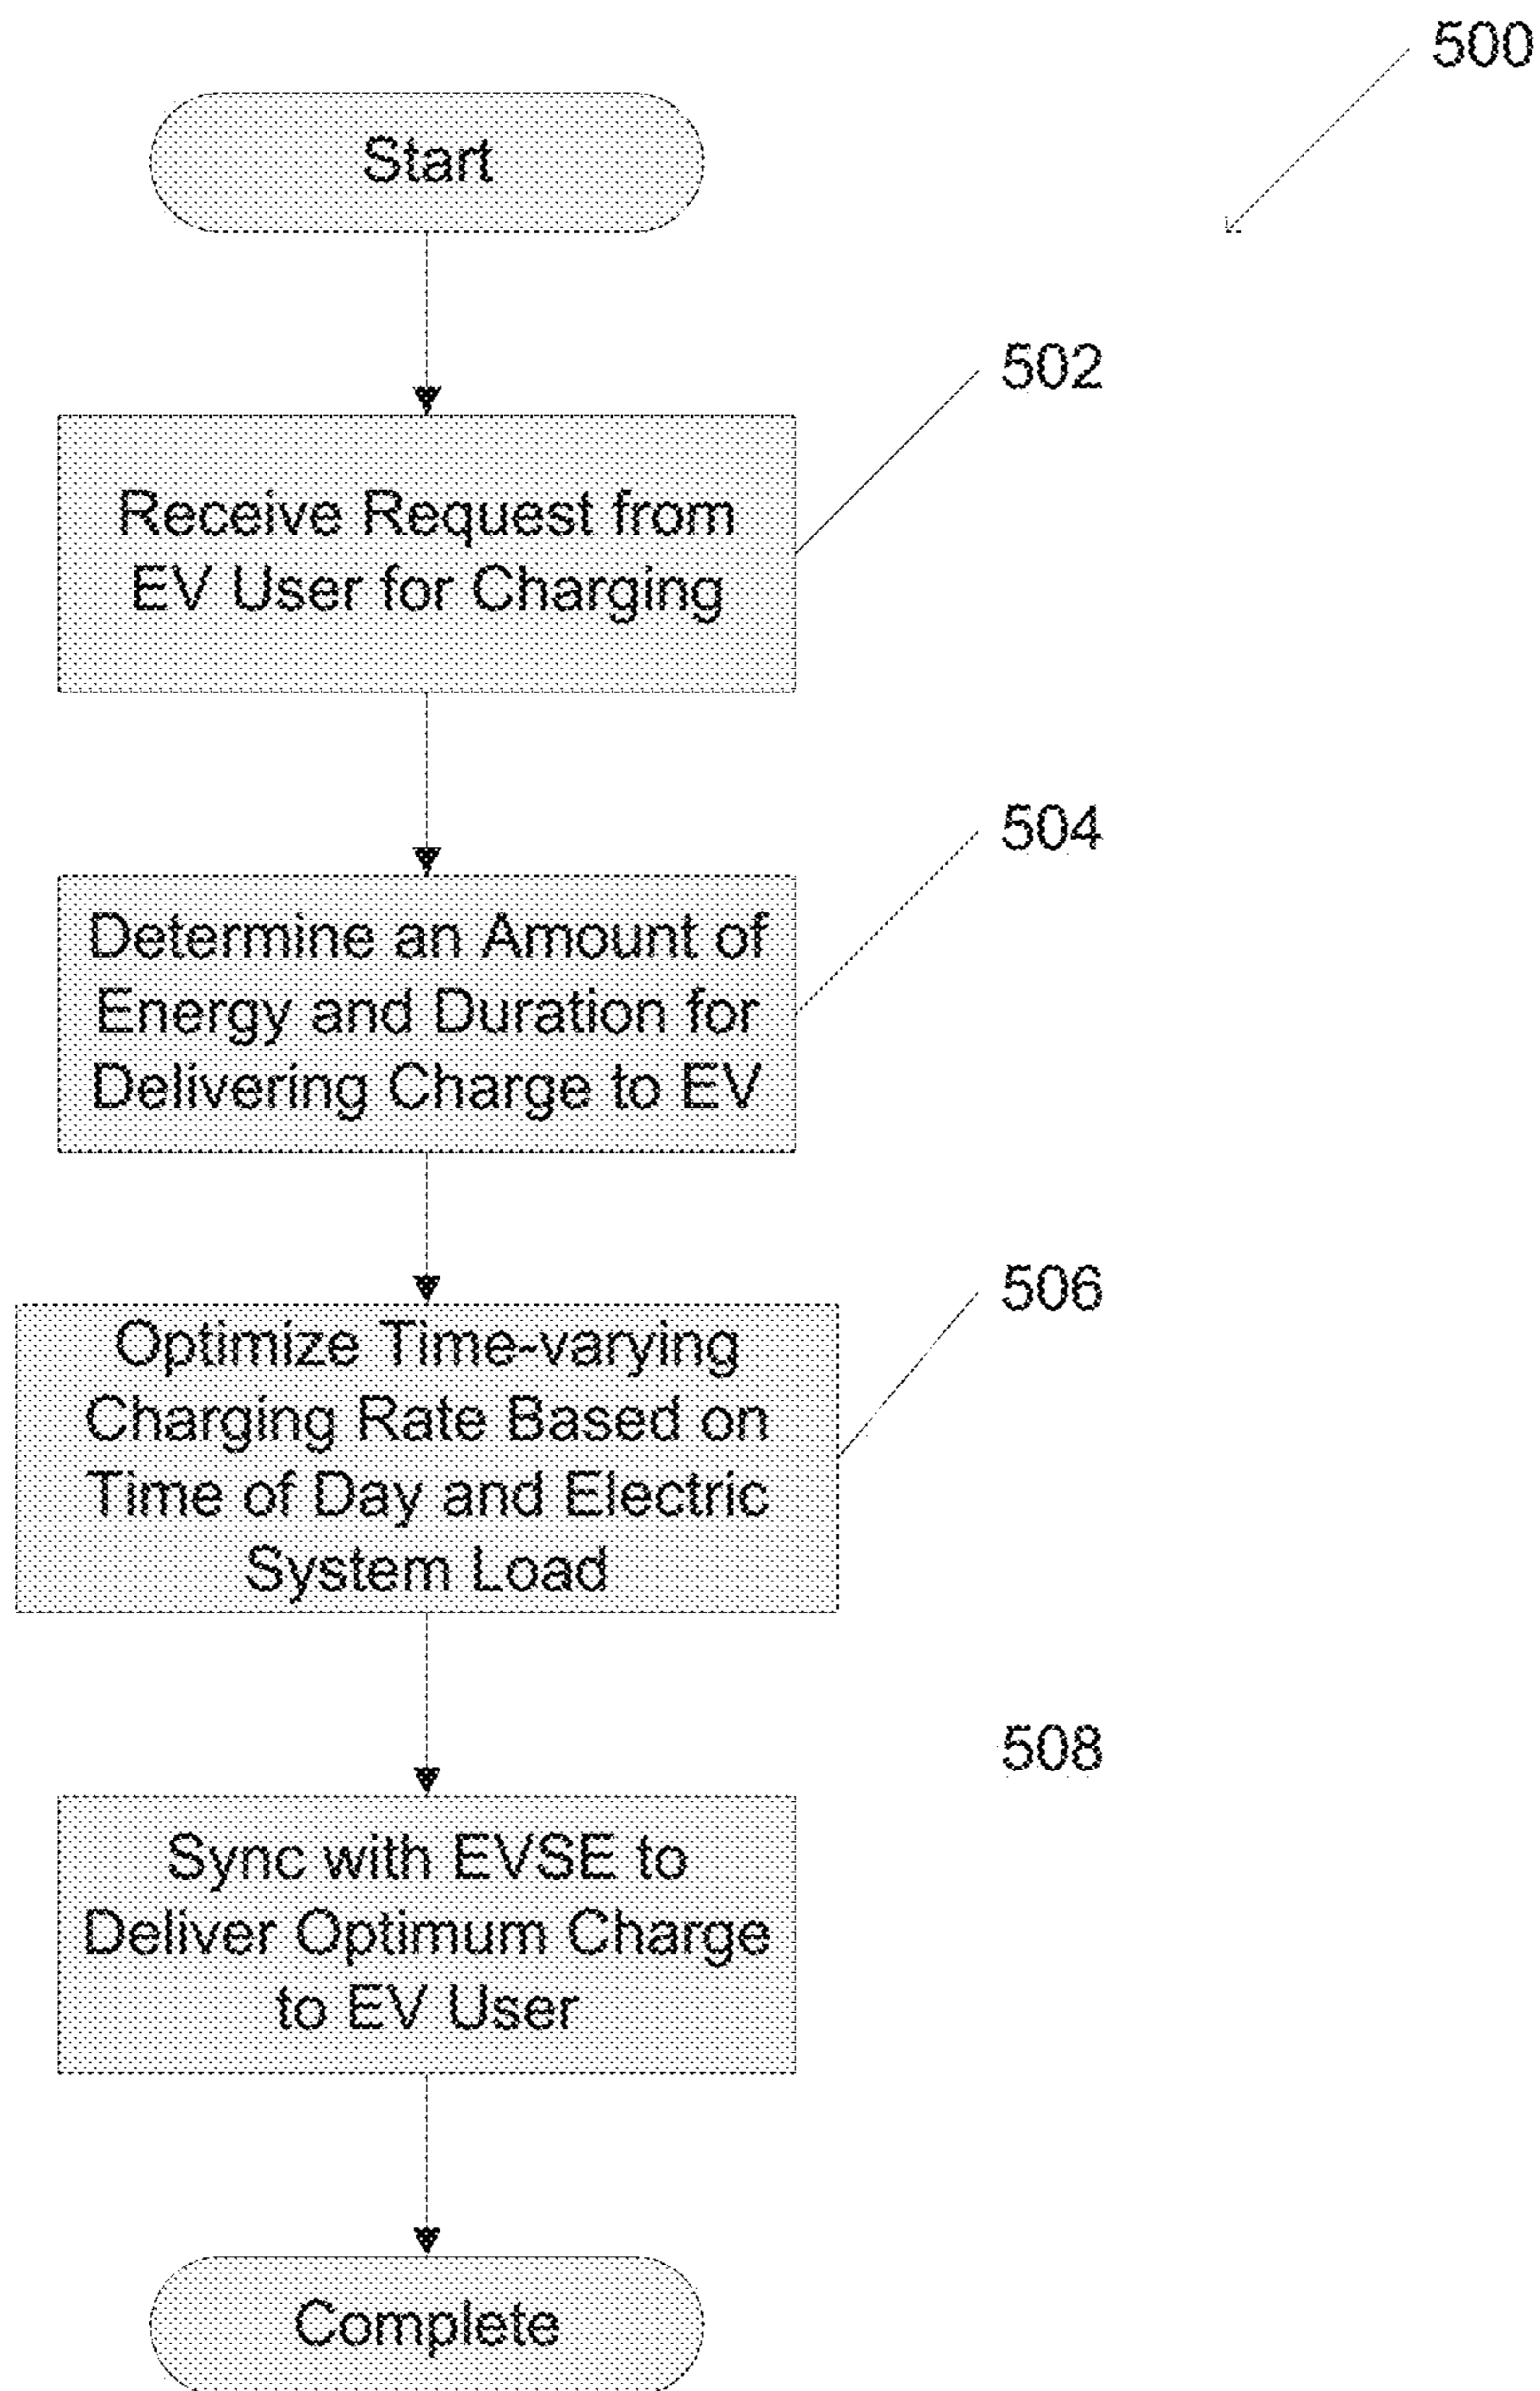 500
Start
502
Receive Request from
EV User for Charging
504
Determine an Amount of
Energy and Duration for
Delivering Charge to EV
506
Optimize Time-varying
Charging Rate Based on
Time of Day and Electric
System Load
508
Sync with EVSE to
Deliver Optimum Charge
to EV User
Complete